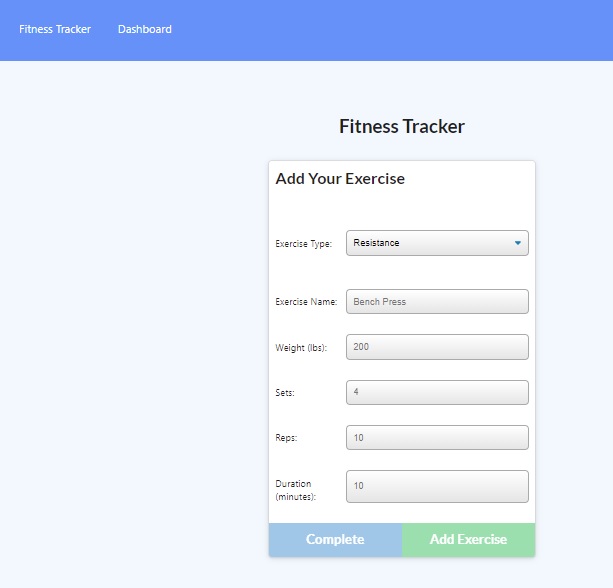 Fitness Tracker Dashboard
Fitness Tracker
Add Your Exercise
Exercise Type: Resistance
Exercise Name: Bench Press
Weight (lbs): 200
Sets: 4
Reps: 10
Duration
(minutes): 10
Complete Add Exercise